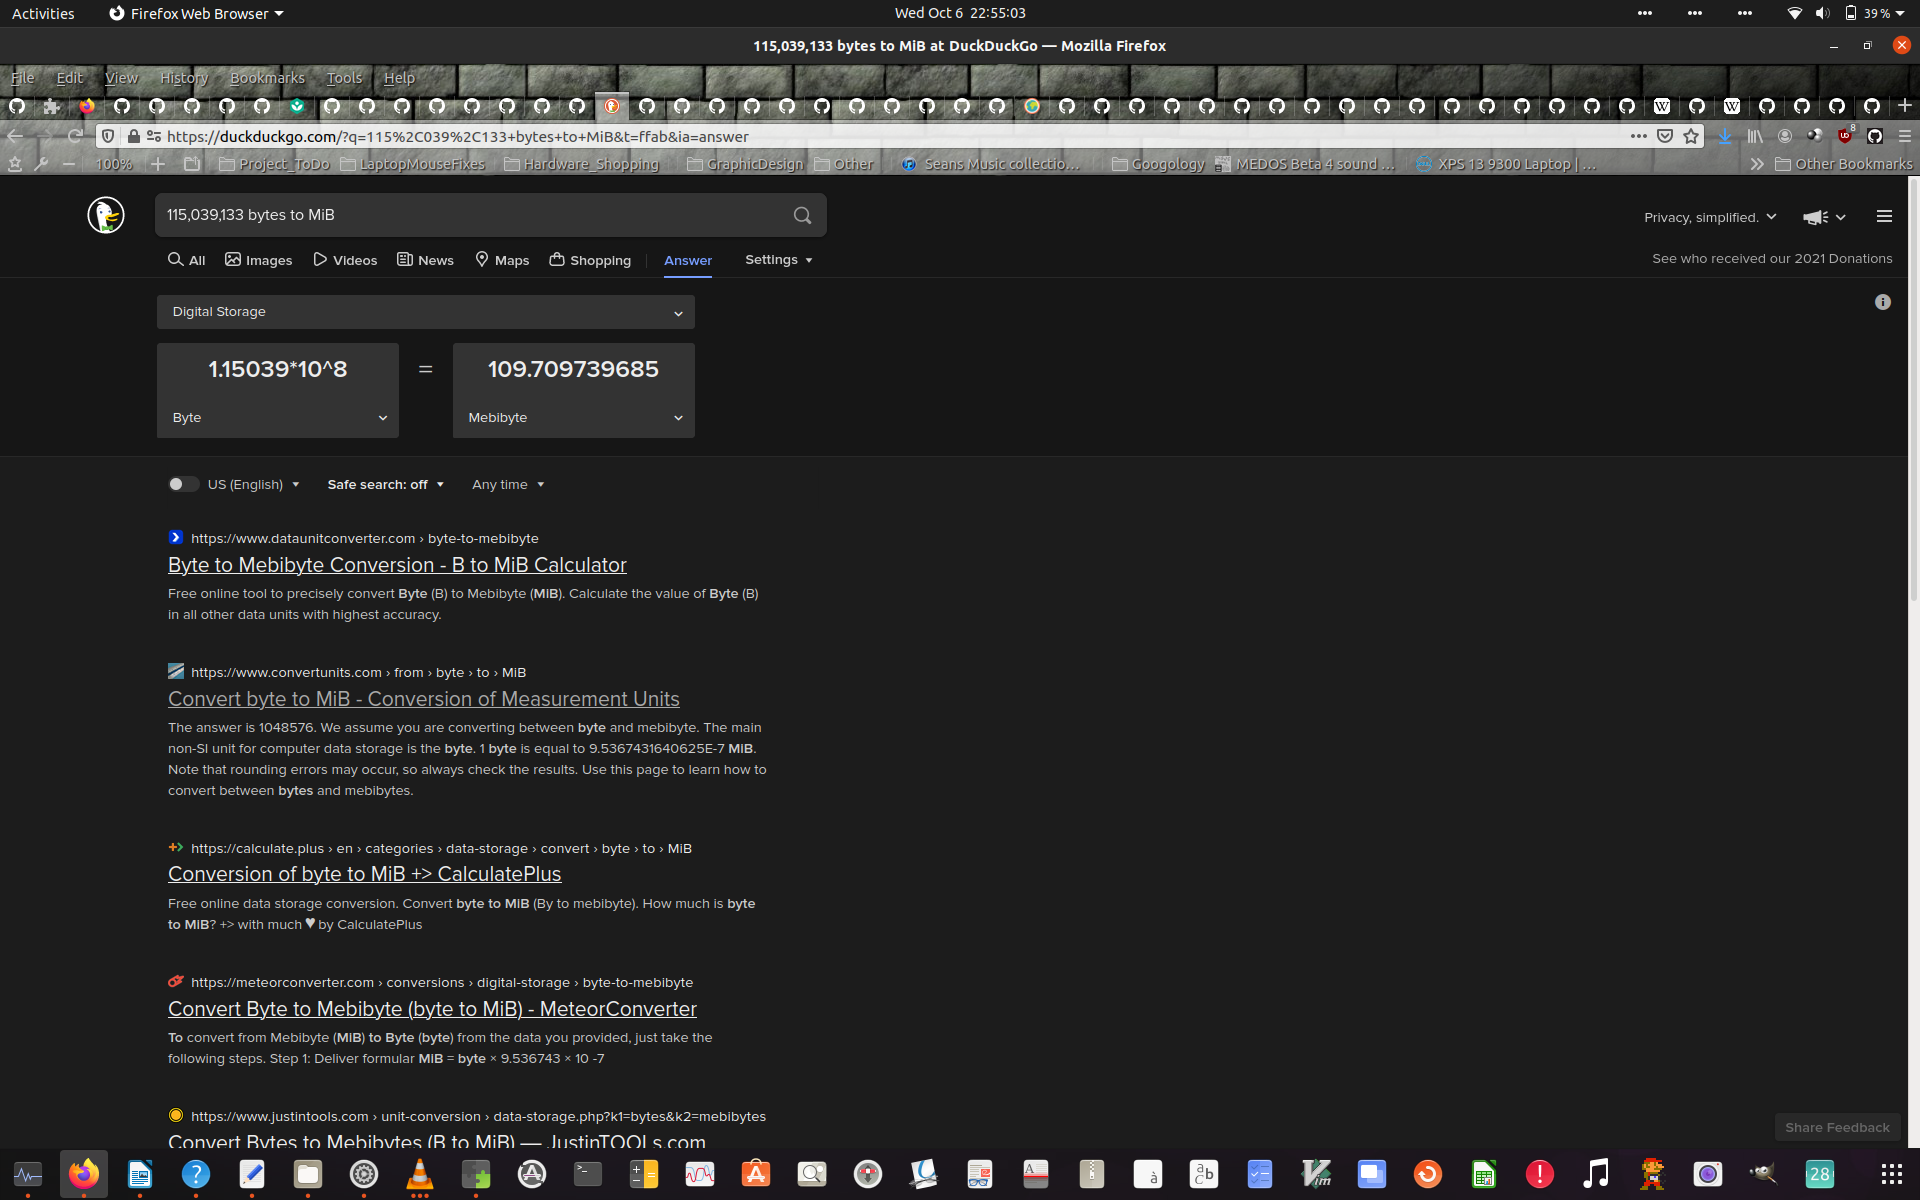 Activities
Firefox Web Browser
Wed Oct 6 22:55:03
39 %
115,039,133 bytes to MiB at DuckDuckGo — Mozilla Firefox
File Edit View History Bookmarks Tools Help
https://duckduckgo.com/?q=115%2C039%2C133+bytes+to+MiB&t=ffab&ia=answer
8
100%
Project_ToDo
LaptopMouseFixes
Hardware_Shopping
GraphicDesign
Other
Seans Music collectio…
Googology
MEDOS Beta 4 sound …
XPS 13 9300 Laptop | …
Other Bookmarks
115,039,133 bytes to MiB
Privacy, simplified.
All Images Videos News Maps Shopping Answer Settings
See who received our 2021 Donations
Digital Storage
1.15039*10^8 = 109.709739685
Byte Mebibyte
US (English) Safe search: off Any time
https://www.dataunitconverter.com › byte-to-mebibyte
Byte to Mebibyte Conversion - B to MiB Calculator
Free online tool to precisely convert Byte (B) to Mebibyte (MiB). Calculate the value of Byte (B)
in all other data units with highest accuracy.
https://www.convertunits.com › from › byte › to › MiB
Convert byte to MiB - Conversion of Measurement Units
The answer is 1048576. We assume you are converting between byte and mebibyte. The main
non-SI unit for computer data storage is the byte. 1 byte is equal to 9.5367431640625E-7 MiB.
Note that rounding errors may occur, so always check the results. Use this page to learn how to
convert between bytes and mebibytes.
https://calculate.plus › en › categories › data-storage › convert › byte › to › MiB
Conversion of byte to MiB +> CalculatePlus
Free online data storage conversion. Convert byte to MiB (By to mebibyte). How much is byte
to MiB? +> with much ♥ by CalculatePlus
https://meteorconverter.com › conversions › digital-storage › byte-to-mebibyte
Convert Byte to Mebibyte (byte to MiB) - MeteorConverter
To convert from Mebibyte (MiB) to Byte (byte) from the data you provided, just take the
following steps. Step 1: Deliver formular MiB = byte × 9.536743 × 10 -7
https://www.justintools.com › unit-conversion › data-storage.php?k1=bytes&k2=mebibytes
Convert Bytes to Mebibytes (B to MiB) — JustinTOOLs.com
Share Feedback
28